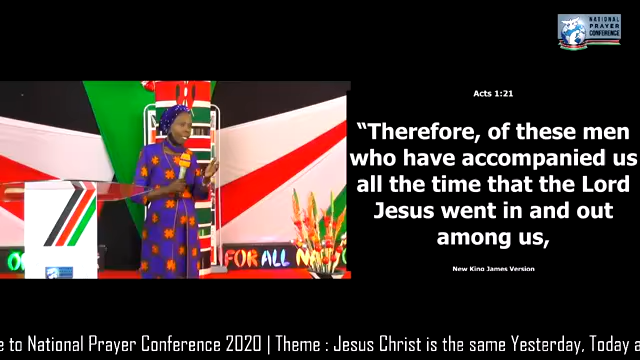 NATIONAL
PRAYER
CONFERENCE
Acts 1:21
“Therefore, of these men
who have accompanied us
all the time that the Lord
Jesus went in and out
among us,
New King James Version
FOR ALL
e to National Prayer Conference 2020 | Theme : Jesus Christ is the same Yesterday, Today a